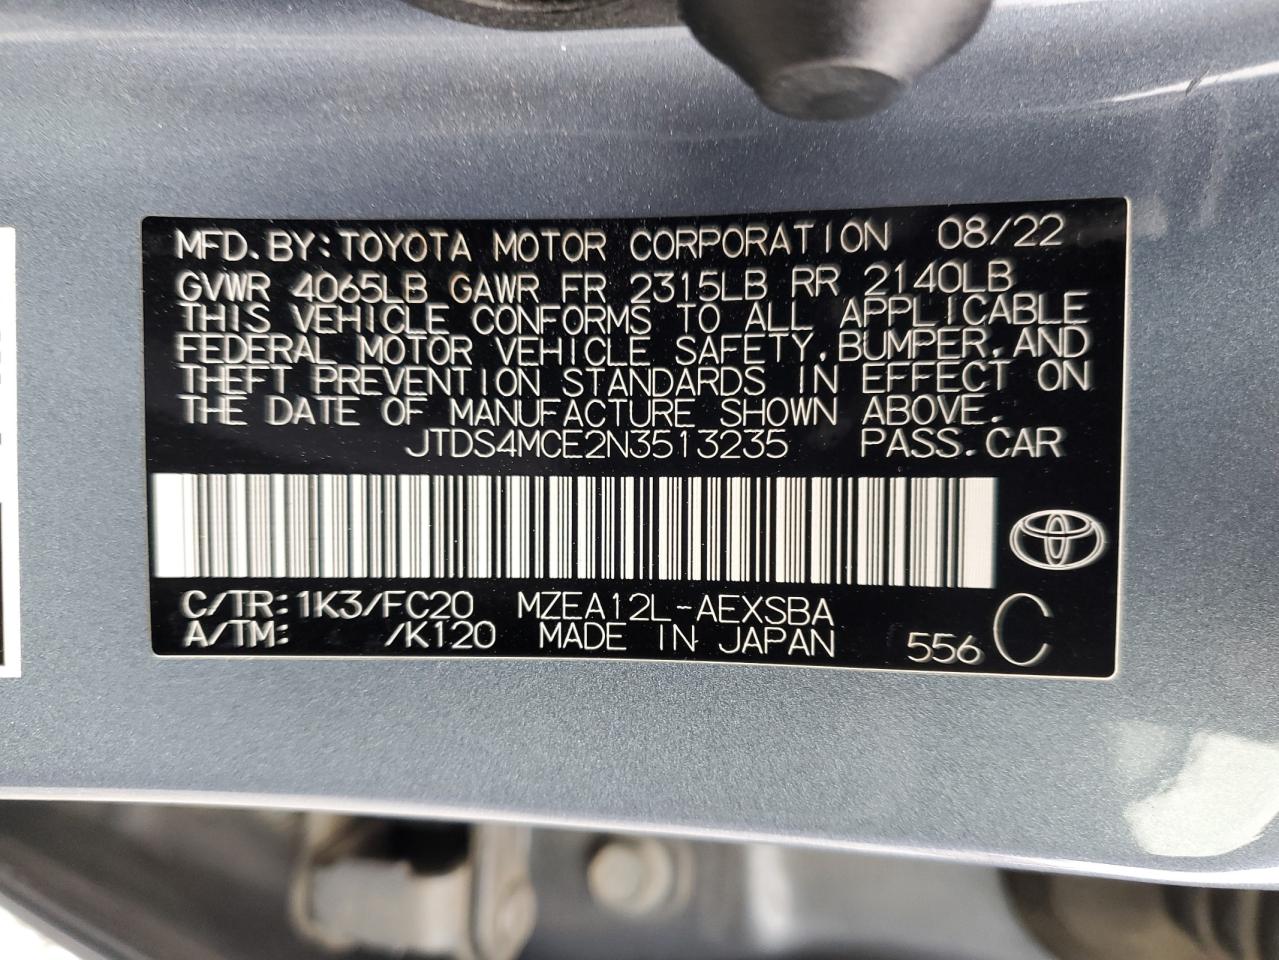 MFD.BY:TOYOTA MOTOR CORPORATION 08/22
GVWR 4065LB GAWR FR 2315LB RR 2140LB
THIS VEHICLE CONFORMS TO ALL APPLICABLE
FEDERAL MOTOR VEHICLE SAFETY,BUMPER,AND
THEFT PREVENTION STANDARDS IN EFFECT ON
THE DATE OF MANUFACTURE SHOWN ABOVE.
JTDS4MCE2N3513235 PASS.CAR
C/TR:1K3/FC20 MZEA12L-AEXSBA
A/TM: /K120 MADE IN JAPAN 556 C